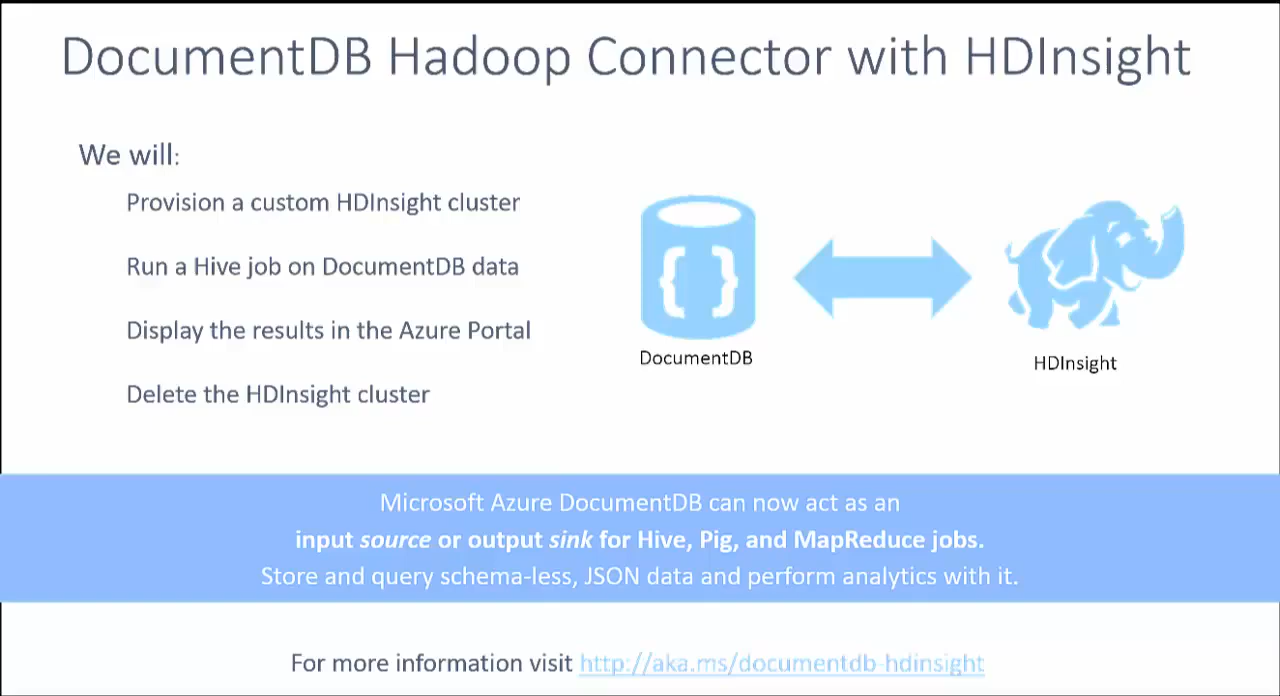 DocumentDB Hadoop Connector with HDInsight
We will:
Provision a custom HDInsight cluster
Run a Hive job on DocumentDB data
Display the results in the Azure Portal
Delete the HDInsight cluster
{ }
DocumentDB
HDInsight
Microsoft Azure DocumentDB can now act as an
input source or output sink for Hive, Pig, and MapReduce jobs.
Store and query schema-less, JSON data and perform analytics with it.
For more information visit http://aka.ms/documentdb-hdinsight